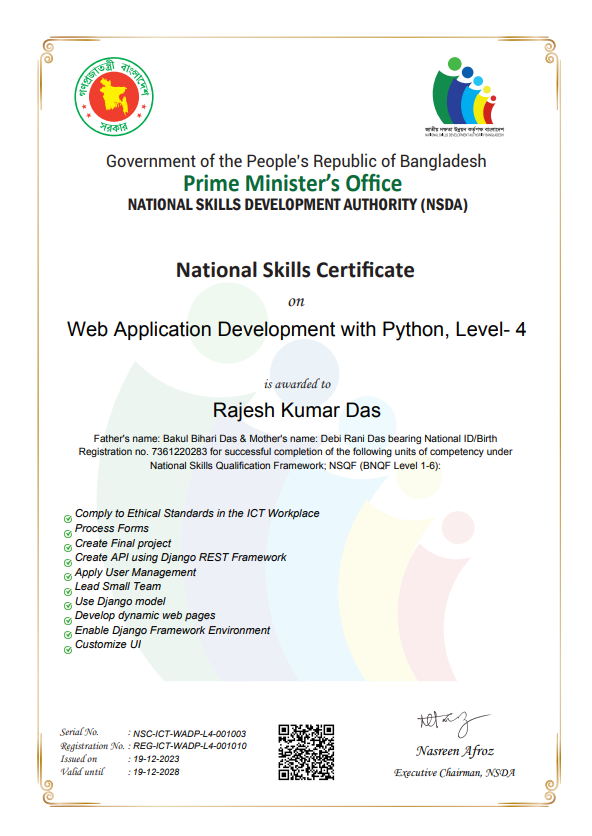 গণপ্রজাতন্ত্রী বাংলাদেশ
সরকার
জাতীয় দক্ষতা উন্নয়ন কর্তৃপক্ষ বাংলাদেশ
NATIONAL SKILLS DEVELOPMENT AUTHORITY BANGLADESH
Government of the People's Republic of Bangladesh
Prime Minister's Office
NATIONAL SKILLS DEVELOPMENT AUTHORITY (NSDA)
National Skills Certificate
on
Web Application Development with Python, Level- 4
is awarded to
Rajesh Kumar Das
Father's name: Bakul Bihari Das & Mother's name: Debi Rani Das bearing National ID/Birth
Registration no. 7361220283 for successful completion of the following units of competency under
National Skills Qualification Framework; NSQF (BNQF Level 1-6):
Comply to Ethical Standards in the ICT Workplace
Process Forms
Create Final project
Create API using Django REST Framework
Apply User Management
Lead Small Team
Use Django model
Develop dynamic web pages
Enable Django Framework Environment
Customize UI
Serial No. : NSC-ICT-WADP-L4-001003
Registration No. : REG-ICT-WADP-L4-001010
Issued on : 19-12-2023
Valid until : 19-12-2028
Nasreen Afroz
Executive Chairman, NSDA